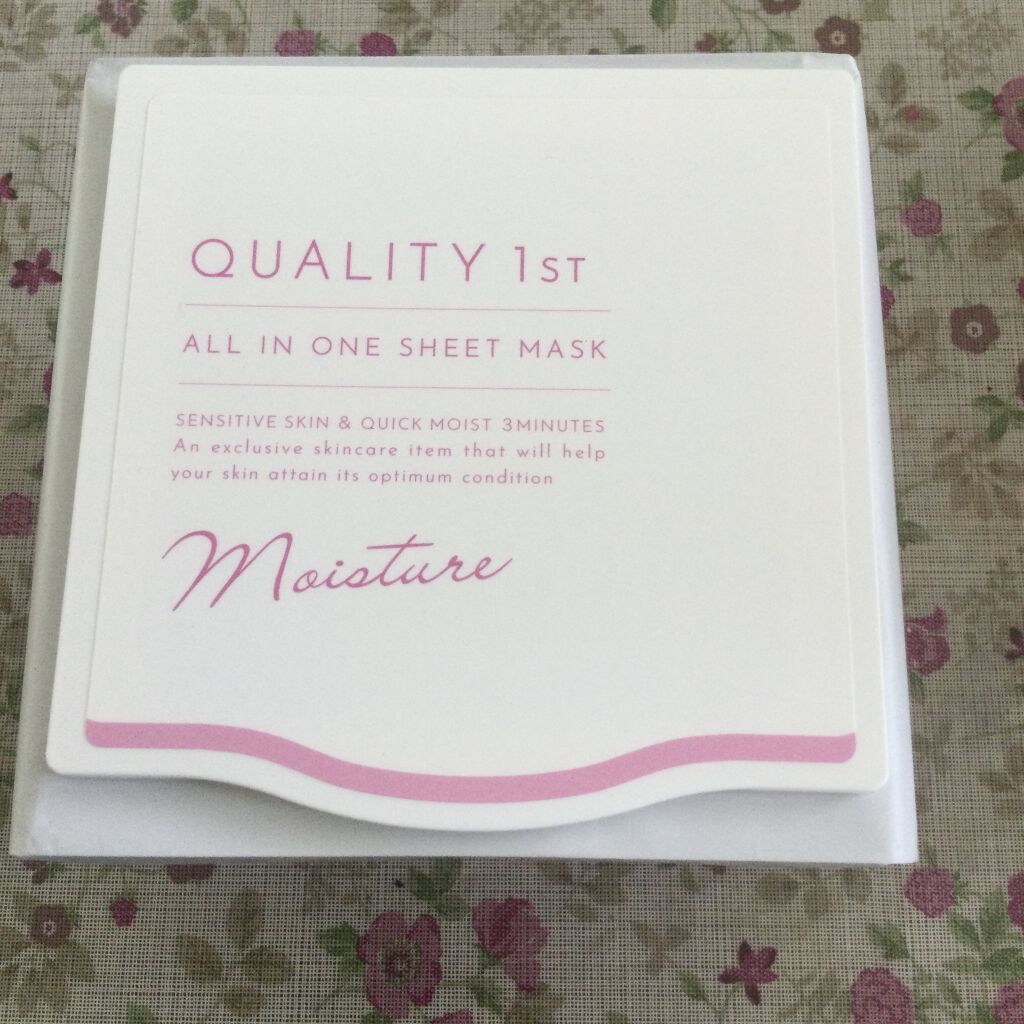 QUALITY 1ST
ALL IN ONE SHEET MASK
SENSITIVE SKIN & QUICK MOIST 3MINUTES
An exclusive skincare item that will help
your skin attain its optimum condition
Moisture